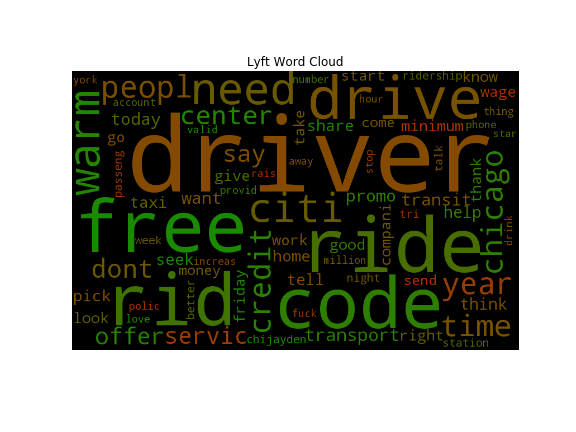 Lyft Word Cloud
york
account
peopl
need
number
start
ridership
know
drive
hour
wage
thing
warm
today
valid
center
take
share
come
minimum
phone
star
driver
go
say
away
stop
talk
passeng
give
rais
provid
taxi
want
promo
transit
thank
chicago
free
citi
compani
tri
help
drink
week
seek
credit
work
home
good
ride
dont
increas
money
million
tell
night
send
year
pick
rid
better
friday
code
think
look
polic
love
fuck
time
offer
servic
chijayden
transport
right
station